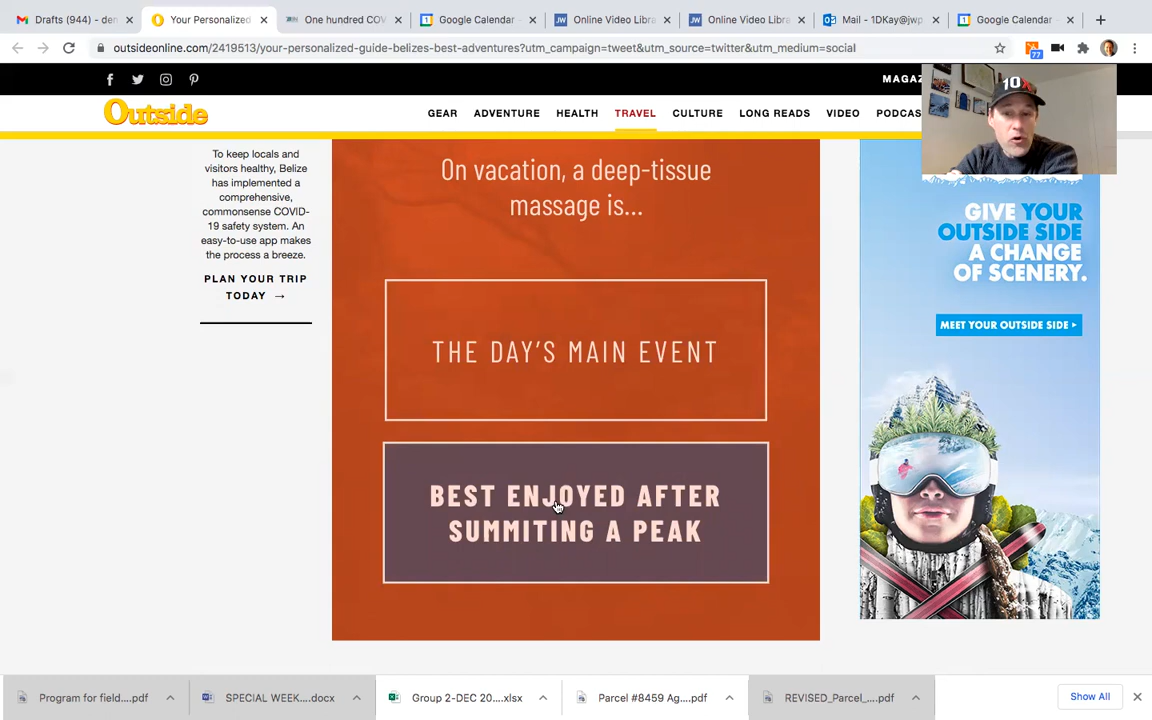 Drafts (944) - den
Your Personalized
One hundred COV
Google Calendar -
Online Video Libra
Online Video Libra
Mail - 1DKay@jwp
Google Calendar -
outsideonline.com/2419513/your-personalized-guide-belizes-best-adventures?utm_campaign=tweet&utm_source=twitter&utm_medium=social
77
MAGAZ
10X
Outside
GEAR
ADVENTURE
HEALTH
TRAVEL
CULTURE
LONG READS
VIDEO
PODCAS
To keep locals and
visitors healthy, Belize
has implemented a
comprehensive,
commonsense COVID-
19 safety system. An
easy-to-use app makes
the process a breeze.
PLAN YOUR TRIP
TODAY →
On vacation, a deep-tissue
massage is...
THE DAY'S MAIN EVENT
BEST ENJOYED AFTER
SUMMITING A PEAK
GIVE YOUR
OUTSIDE SIDE
A CHANGE
OF SCENERY.
MEET YOUR OUTSIDE SIDE ▸
Program for field....pdf
SPECIAL WEEK....docx
Group 2-DEC 20....xlsx
Parcel #8459 Ag....pdf
REVISED_Parcel_....pdf
Show All